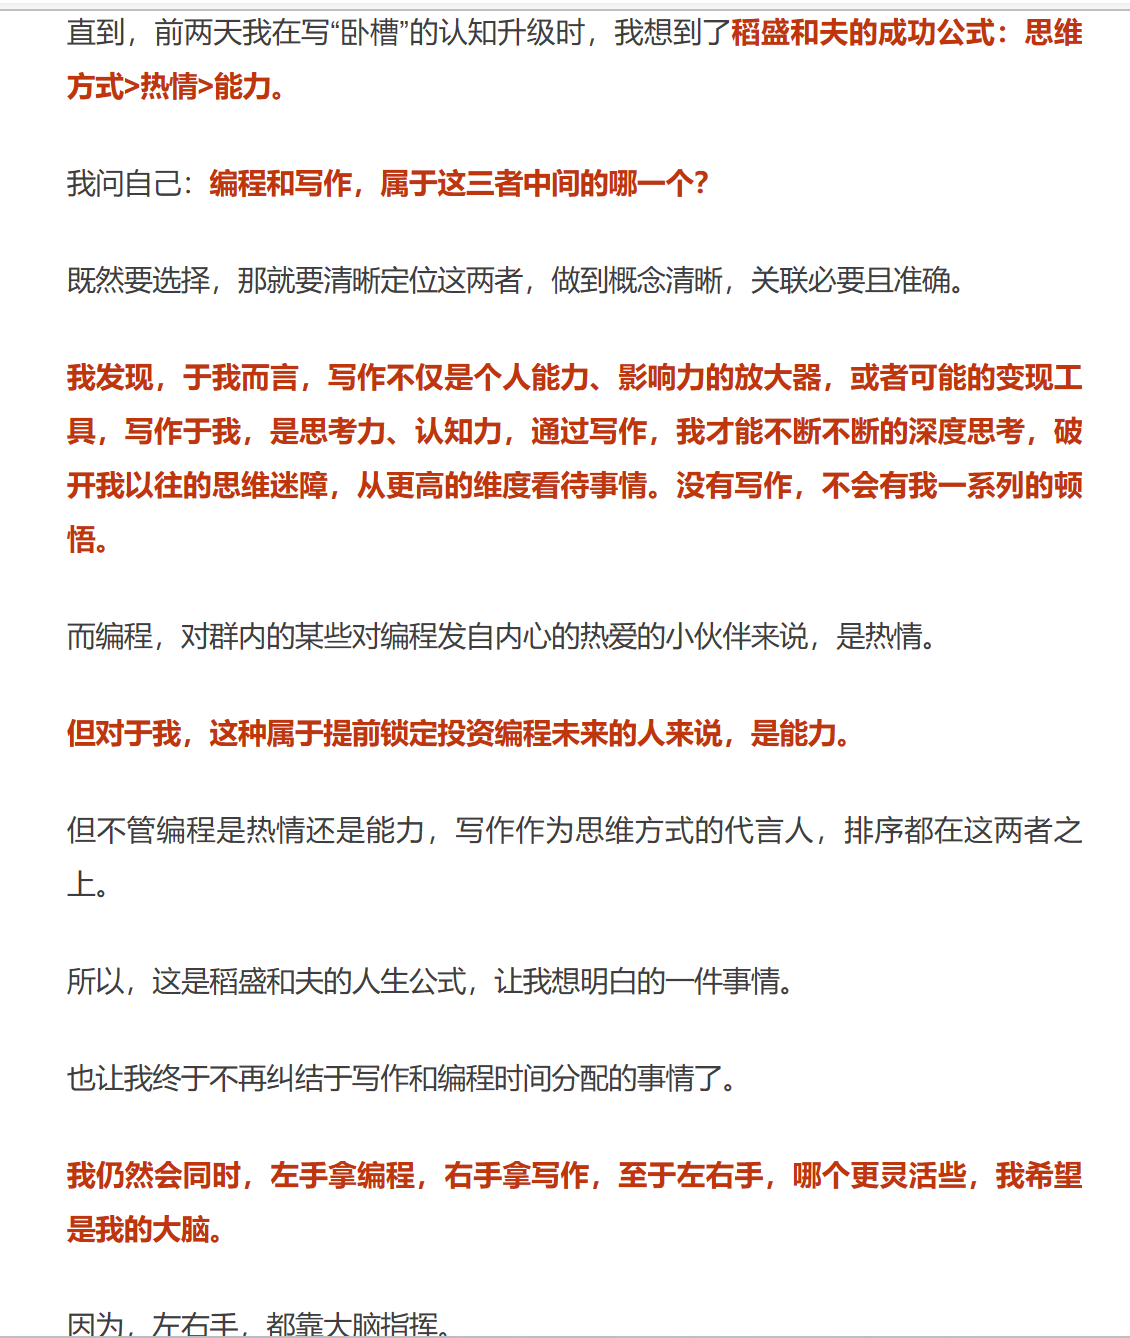 直到，前两天我在写“卧槽”的认知升级时，我想到了稻盛和夫的成功公式：思维
方式>热情>能力。
我问自己：编程和写作，属于这三者中间的哪一个？
既然要选择，那就要清晰定位这两者，做到概念清晰，关联必要且准确。
我发现，于我而言，写作不仅是个人能力、影响力的放大器，或者可能的变现工
具，写作于我，是思考力、认知力，通过写作，我才能不断不断的深度思考，破
开我以往的思维迷障，从更高的维度看待事情。没有写作，不会有我一系列的顿
悟。
而编程，对群内的某些对编程发自内心的热爱的小伙伴来说，是热情。
但对于我，这种属于提前锁定投资编程未来的人来说，是能力。
但不管编程是热情还是能力，写作作为思维方式的代言人，排序都在这两者之
上。
所以，这是稻盛和夫的人生公式，让我想明白的一件事情。
也让我终于不再纠结于写作和编程时间分配的事情了。
我仍然会同时，左手拿编程，右手拿写作，至于左右手，哪个更灵活些，我希望
是我的大脑。
因为，左右手，都靠大脑指挥。